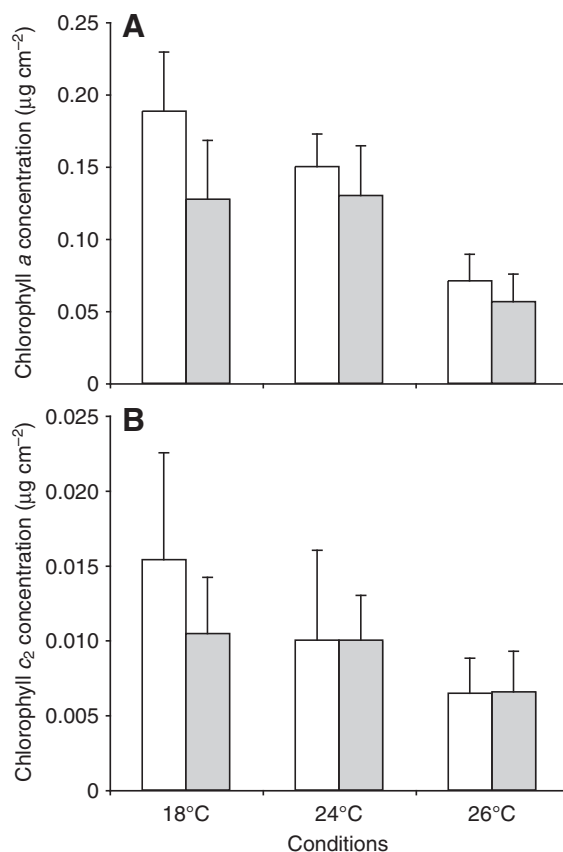 A
Chlorophyll a concentration (µg cm−2)
0.25
0.20
0.15
0.10
0.05
0
B
Chlorophyll c2 concentration (µg cm−2)
0.025
0.020
0.015
0.010
0.005
0
18°C 24°C 26°C
Conditions